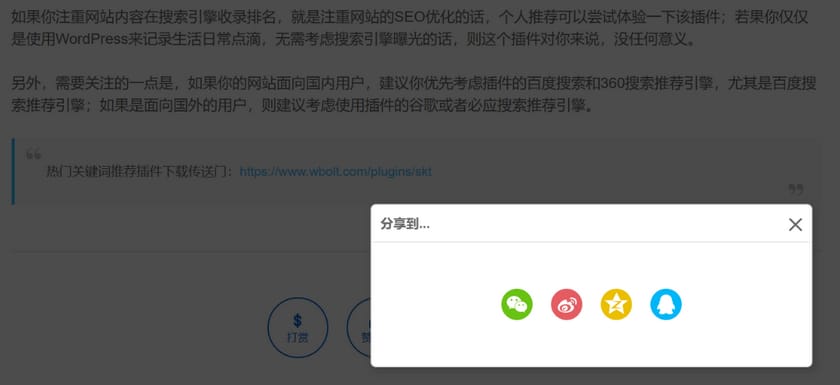 如果你注重网站内容在搜索引擎收录排名，就是注重网站的SEO优化的话，个人推荐可以尝试体验一下该插件；若果你仅仅
是使用WordPress来记录生活日常点滴，无需考虑搜索引擎曝光的话，则这个插件对你来说，没任何意义。
另外，需要关注的一点是，如果你的网站面向国内用户，建议你优先考虑插件的百度搜索和360搜索推荐引擎，尤其是百度搜
索推荐引擎；如果是面向国外的用户，则建议考虑使用插件的谷歌或者必应搜索推荐引擎。
热门关键词推荐插件下载传送门：https://www.wbolt.com/plugins/skt
分享到...
打赏